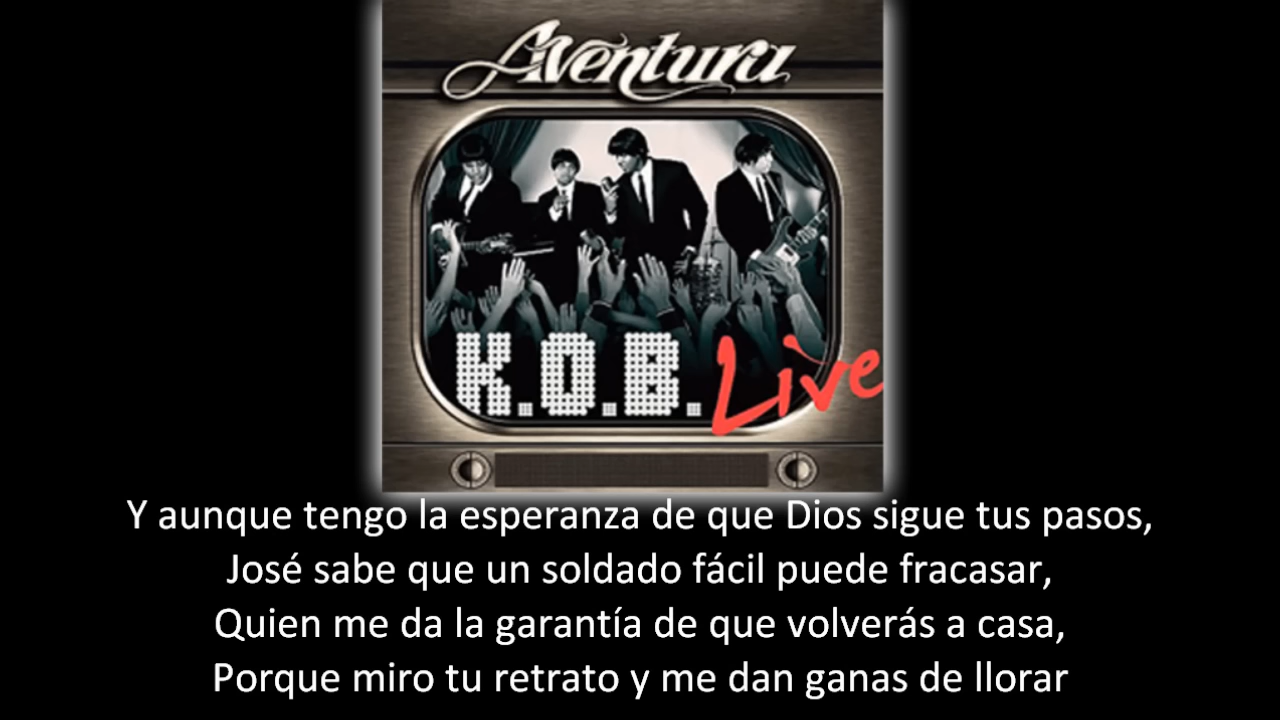 Aventura
K.O.B. Live
Y aunque tengo la esperanza de que Dios sigue tus pasos,
José sabe que un soldado fácil puede fracasar,
Quien me da la garantía de que volverás a casa,
Porque miro tu retrato y me dan ganas de llorar